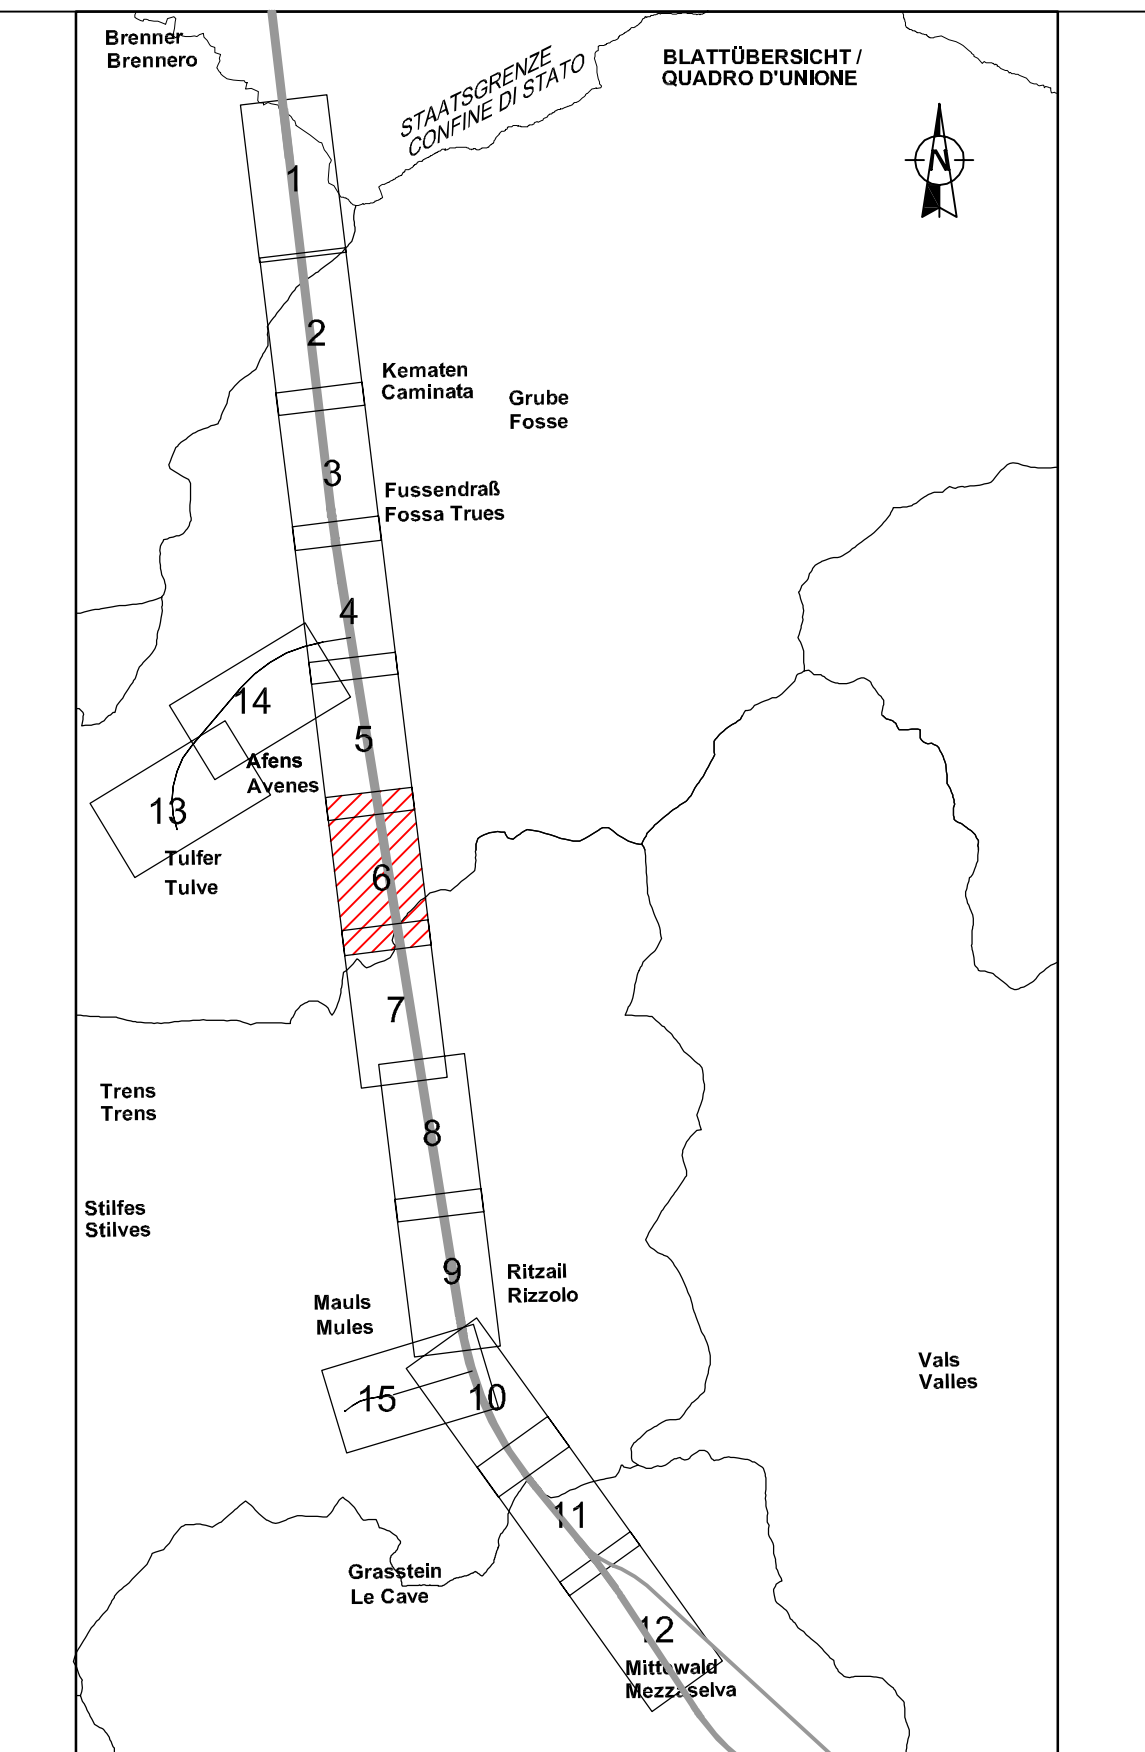 Brenner
Brennero
BLATTÜBERSICHT /
QUADRO D'UNIONE
STAATSGRENZE
CONFINE DI STATO
N
1
2
Kematen
Caminata
Grube
Fosse
3
Fussendraß
Fossa Trues
4
14
5
Afens
Avenes
13
Tulfer
Tulve
6
7
Trens
Trens
8
Stilfes
Stilves
9
Ritzail
Rizzolo
Mauls
Mules
Vals
Valles
15
10
11
Grasstein
Le Cave
12
Mittewald
Mezzaselva